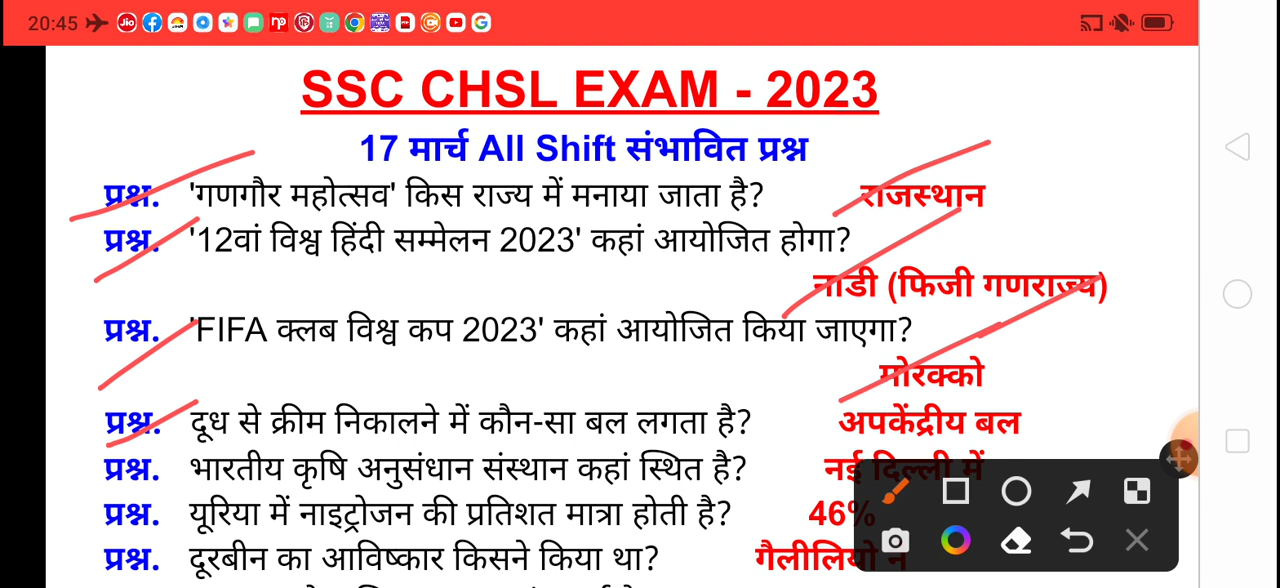 20:45
SSC CHSL EXAM - 2023
17 मार्च All Shift संभावित प्रश्न
प्रश्न. 'गणगौर महोत्सव' किस राज्य में मनाया जाता है? राजस्थान
प्रश्न. '12वां विश्व हिंदी सम्मेलन 2023' कहां आयोजित होगा?
नाडी (फिजी गणराज्य)
प्रश्न. 'FIFA क्लब विश्व कप 2023' कहां आयोजित किया जाएगा?
मोरक्को
प्रश्न. दूध से क्रीम निकालने में कौन-सा बल लगता है? अपकेंद्रीय बल
प्रश्न. भारतीय कृषि अनुसंधान संस्थान कहां स्थित है? नई दिल्ली में
प्रश्न. यूरिया में नाइट्रोजन की प्रतिशत मात्रा होती है? 46%
प्रश्न. दूरबीन का आविष्कार किसने किया था? गैलीलियो ने